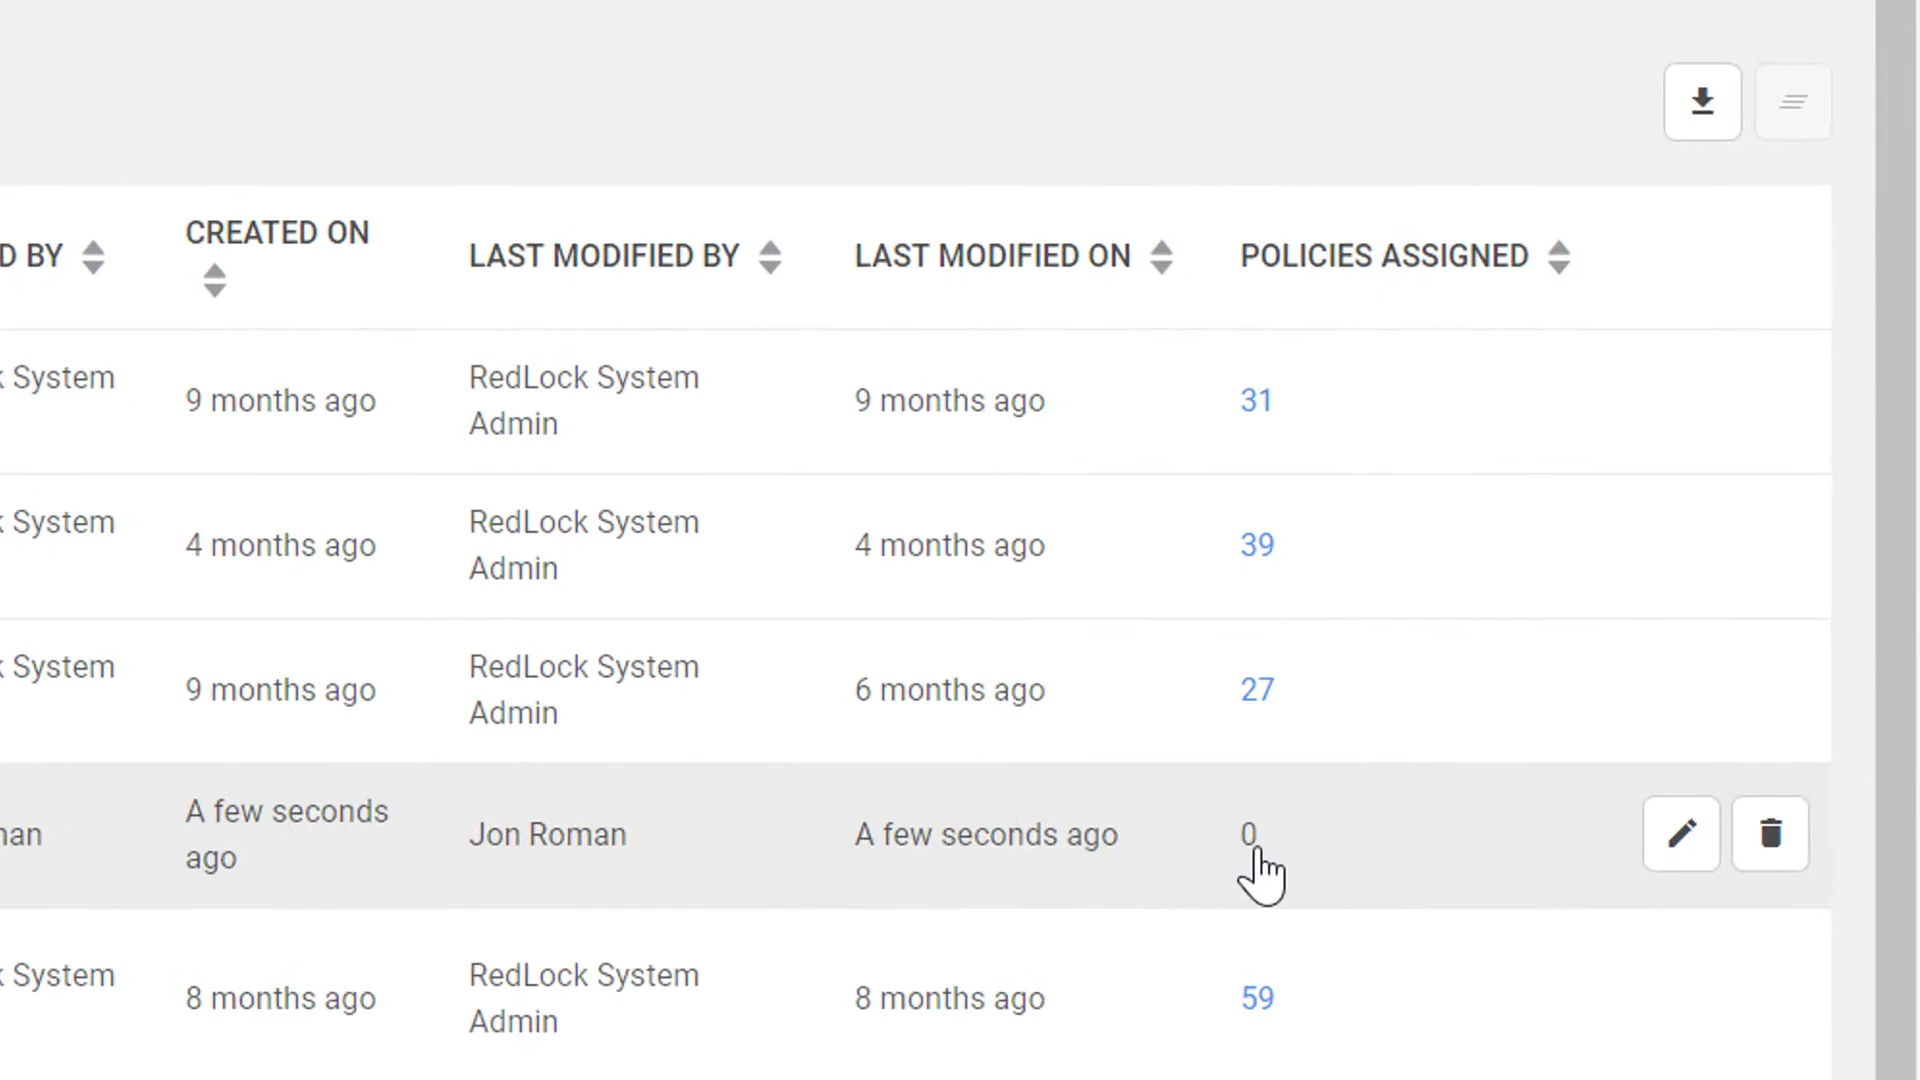 D BY
CREATED ON
LAST MODIFIED BY
LAST MODIFIED ON
POLICIES ASSIGNED
System
9 months ago
RedLock System
Admin
9 months ago
31
System
4 months ago
RedLock System
Admin
4 months ago
39
System
9 months ago
RedLock System
Admin
6 months ago
27
man
A few seconds
ago
Jon Roman
A few seconds ago
0
System
8 months ago
RedLock System
Admin
8 months ago
59